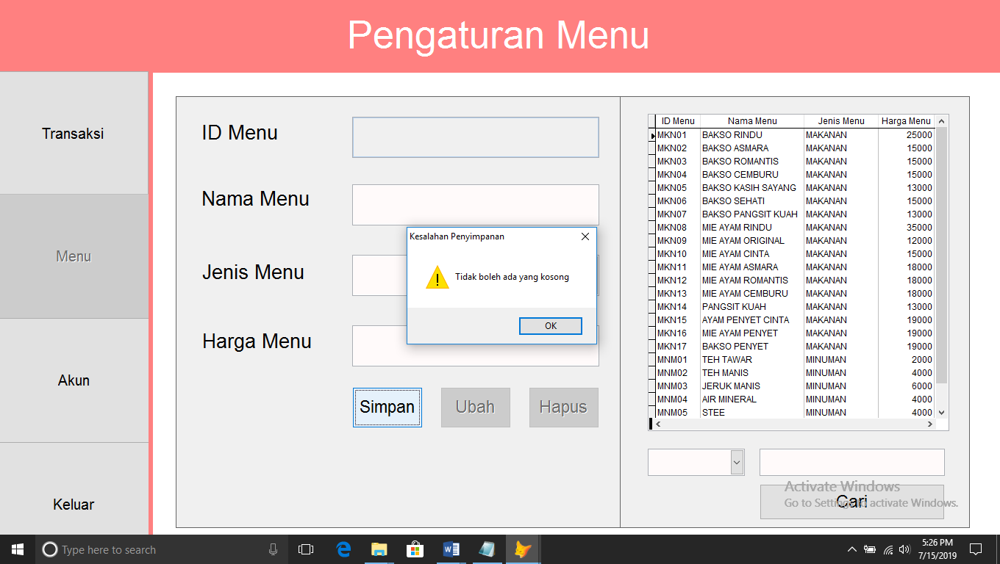 Pengaturan Menu
Transaksi
Menu
Akun
Keluar
ID Menu
Nama Menu
Jenis Menu
Harga Menu
Simpan Ubah Hapus
Kesalahan Penyimpanan
Tidak boleh ada yang kosong
OK
ID Menu Nama Menu Jenis Menu Harga Menu
MKN01 BAKSO RINDU MAKANAN 25000
MKN02 BAKSO ASMARA MAKANAN 15000
MKN03 BAKSO ROMANTIS MAKANAN 15000
MKN04 BAKSO CEMBURU MAKANAN 15000
MKN05 BAKSO KASIH SAYANG MAKANAN 13000
MKN06 BAKSO SEHATI MAKANAN 15000
MKN07 BAKSO PANGSIT KUAH MAKANAN 13000
MKN08 MIE AYAM RINDU MAKANAN 35000
MKN09 MIE AYAM ORIGINAL MAKANAN 12000
MKN10 MIE AYAM CINTA MAKANAN 15000
MKN11 MIE AYAM ASMARA MAKANAN 18000
MKN12 MIE AYAM ROMANTIS MAKANAN 18000
MKN13 MIE AYAM CEMBURU MAKANAN 18000
MKN14 PANGSIT KUAH MAKANAN 13000
MKN15 AYAM PENYET CINTA MAKANAN 19000
MKN16 MIE AYAM PENYET MAKANAN 19000
MKN17 BAKSO PENYET MAKANAN 19000
MNM01 TEH TAWAR MINUMAN 2000
MNM02 TEH MANIS MINUMAN 4000
MNM03 JERUK MANIS MINUMAN 6000
MNM04 AIR MINERAL MINUMAN 4000
MNM05 STEE MINUMAN 4000
Cari
Activate Windows
Go to Settings to activate Windows.
Type here to search
5:26 PM
7/15/2019